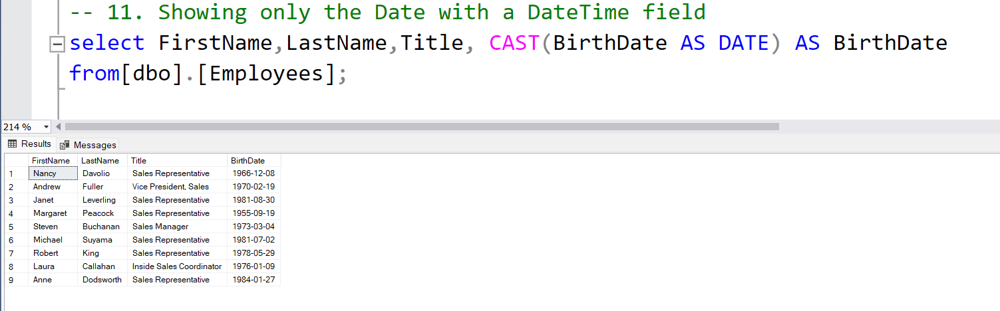 -- 11. Showing only the Date with a DateTime field
select FirstName,LastName,Title, CAST(BirthDate AS DATE) AS BirthDate
from[dbo].[Employees];
214 %
Results Messages
FirstName LastName Title BirthDate
1 Nancy Davolio Sales Representative 1966-12-08
2 Andrew Fuller Vice President, Sales 1970-02-19
3 Janet Leverling Sales Representative 1981-08-30
4 Margaret Peacock Sales Representative 1955-09-19
5 Steven Buchanan Sales Manager 1973-03-04
6 Michael Suyama Sales Representative 1981-07-02
7 Robert King Sales Representative 1978-05-29
8 Laura Callahan Inside Sales Coordinator 1976-01-09
9 Anne Dodsworth Sales Representative 1984-01-27